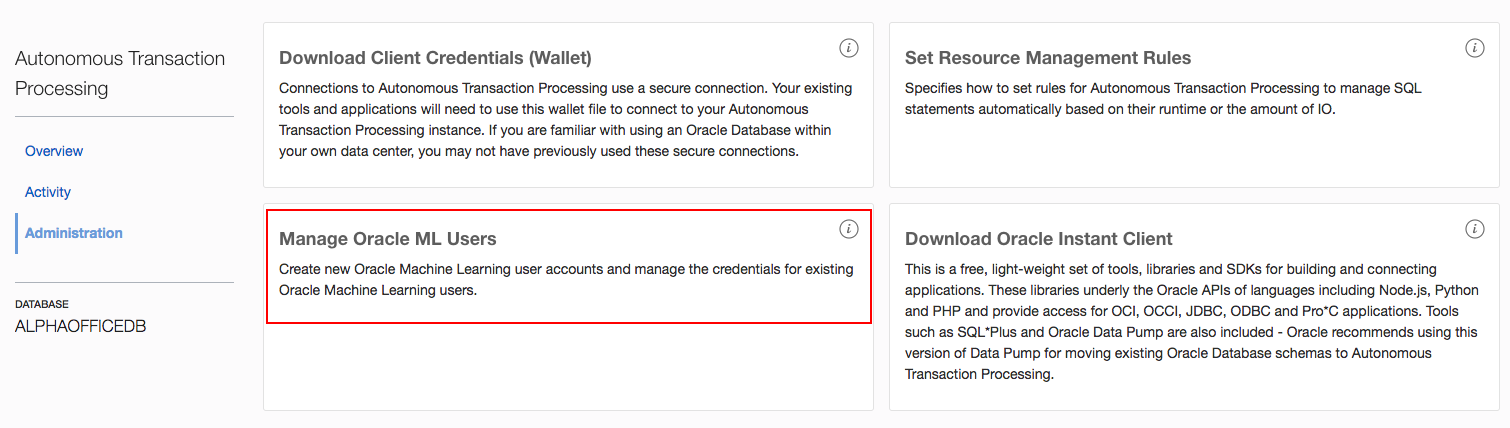 Autonomous Transaction
Processing
Overview
Activity
Administration
DATABASE
ALPHAOFFICEDB
Download Client Credentials (Wallet)
Connections to Autonomous Transaction Processing use a secure connection. Your existing
tools and applications will need to use this wallet file to connect to your Autonomous
Transaction Processing instance. If you are familiar with using an Oracle Database within
your own data center, you may not have previously used these secure connections.
Set Resource Management Rules
Specifies how to set rules for Autonomous Transaction Processing to manage SQL
statements automatically based on their runtime or the amount of IO.
Manage Oracle ML Users
Create new Oracle Machine Learning user accounts and manage the credentials for existing
Oracle Machine Learning users.
Download Oracle Instant Client
This is a free, light-weight set of tools, libraries and SDKs for building and connecting
applications. These libraries underly the Oracle APIs of languages including Node.js, Python
and PHP and provide access for OCI, OCCI, JDBC, ODBC and Pro*C applications. Tools
such as SQL*Plus and Oracle Data Pump are also included - Oracle recommends using this
version of Data Pump for moving existing Oracle Database schemas to Autonomous
Transaction Processing.